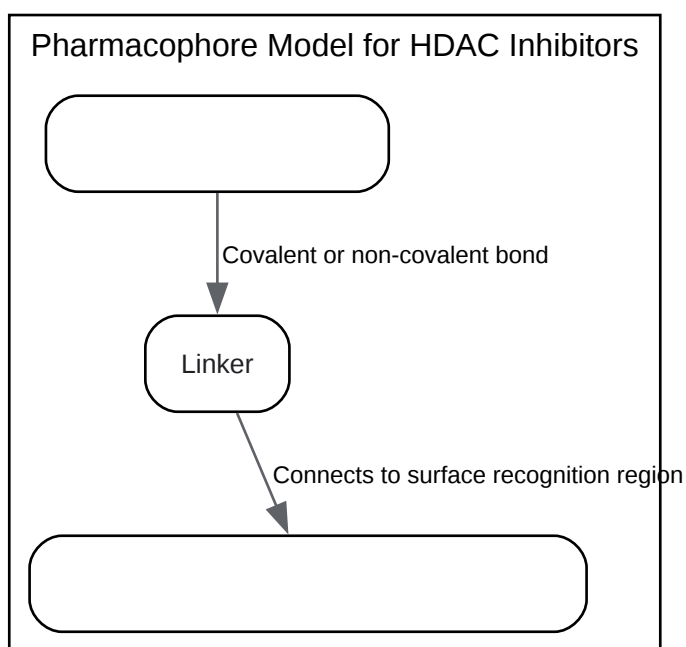 Pharmacophore Model for HDAC Inhibitors
Covalent or non-covalent bond
Linker
Connects to surface recognition region